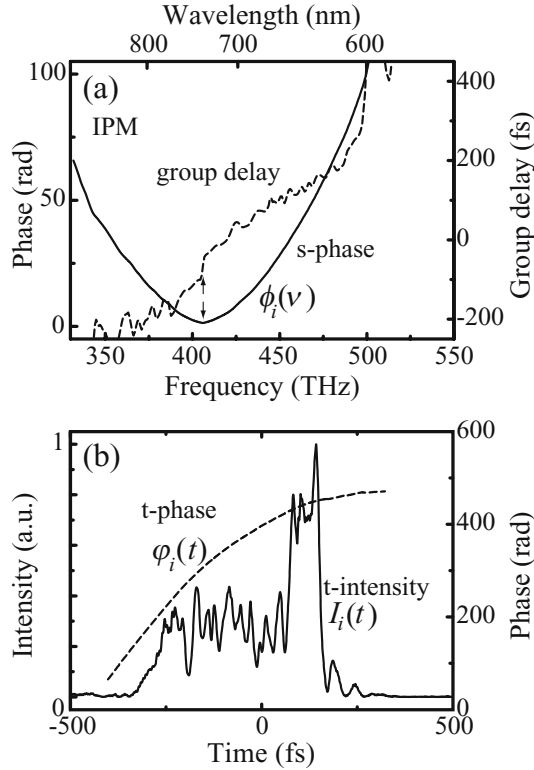 Wavelength (nm)
800 700 600
100 (a) 400
IPM
group delay
200
50
s-phase
0
ϕᵢ(ν)
0 -200
350 400 450 500 550
Frequency (THz)
Phase (rad)
Group delay (fs)
1 (b) 600
t-phase
φᵢ(t)
400
t-intensity
Iᵢ(t)
200
0 0
-500 0 500
Time (fs)
Intensity (a.u.)
Phase (rad)